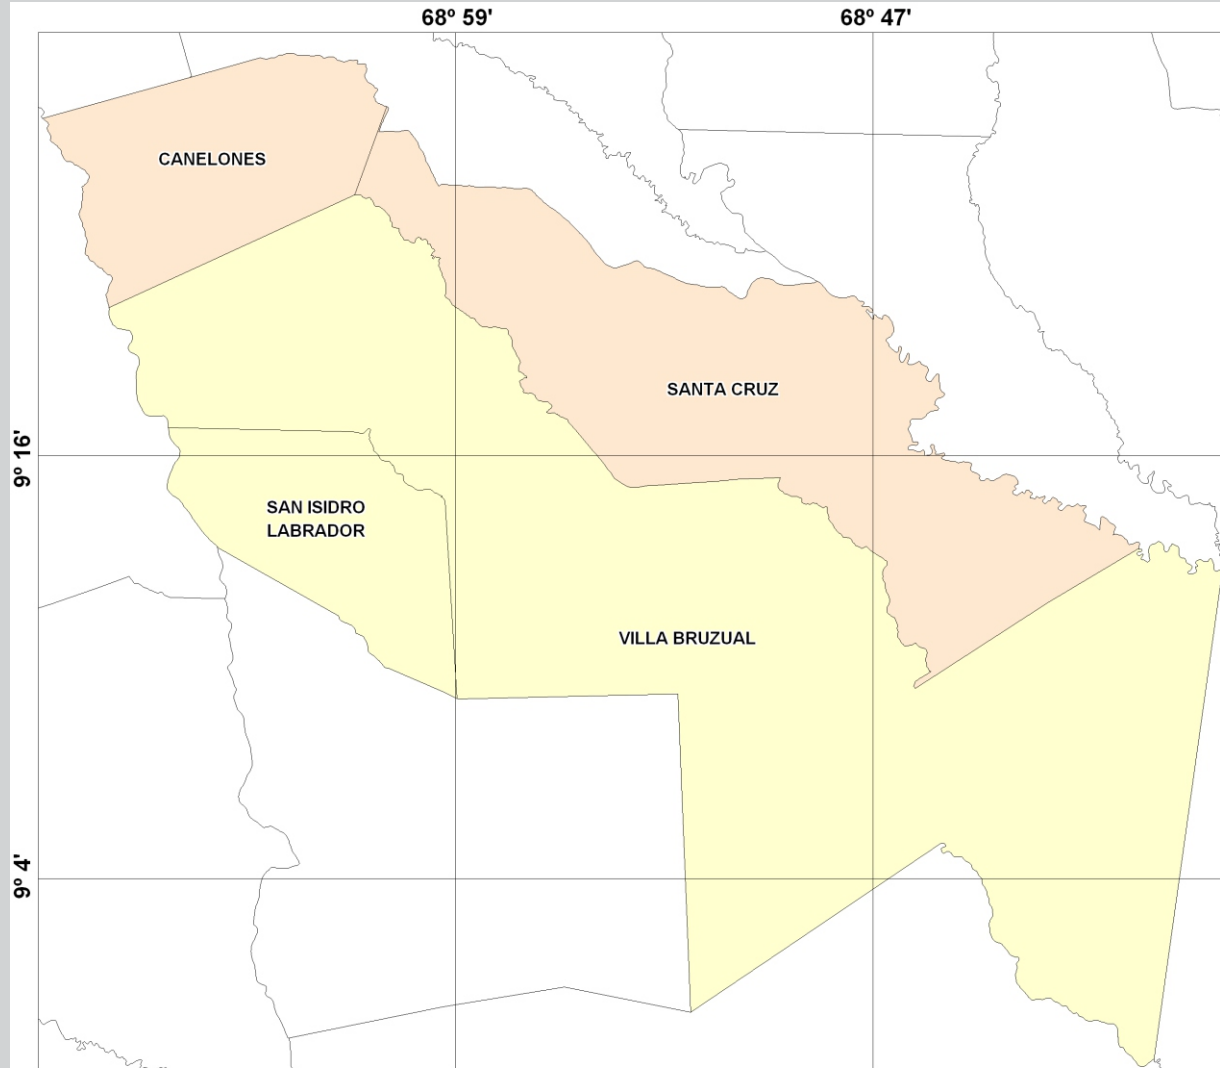 68º 59'
68º 47'
CANELONES
SANTA CRUZ
9º 16'
SAN ISIDRO
LABRADOR
VILLA BRUZUAL
9º 4'